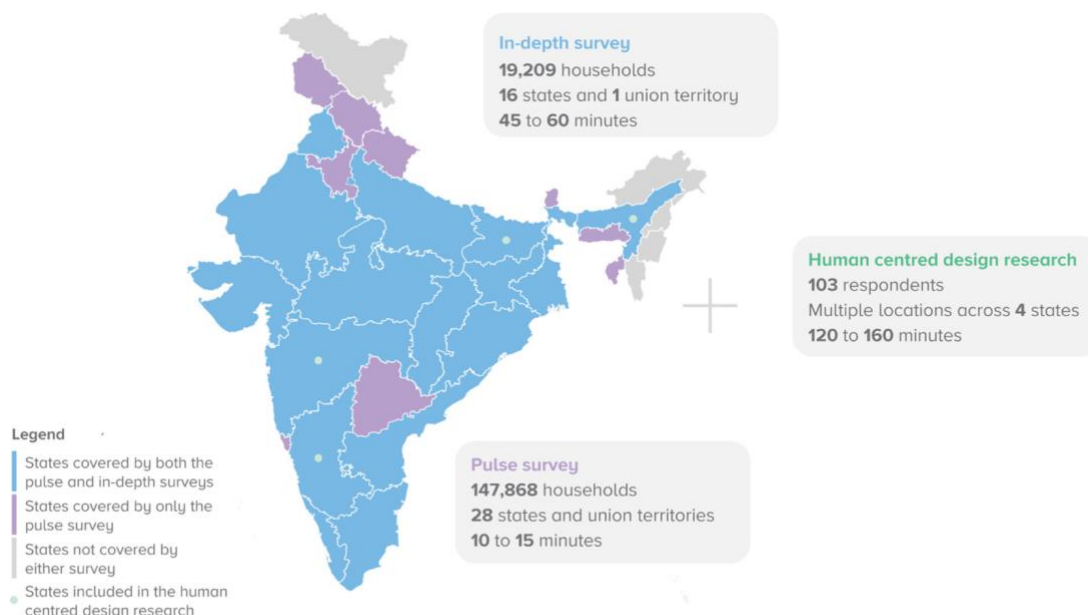 In-depth survey
19,209 households
16 states and 1 union territory
45 to 60 minutes
Human centred design research
103 respondents
Multiple locations across 4 states
120 to 160 minutes
Pulse survey
147,868 households
28 states and union territories
10 to 15 minutes
Legend
States covered by both the
pulse and in-depth surveys
States covered by only the
pulse survey
States not covered by
either survey
States included in the human
centred design research